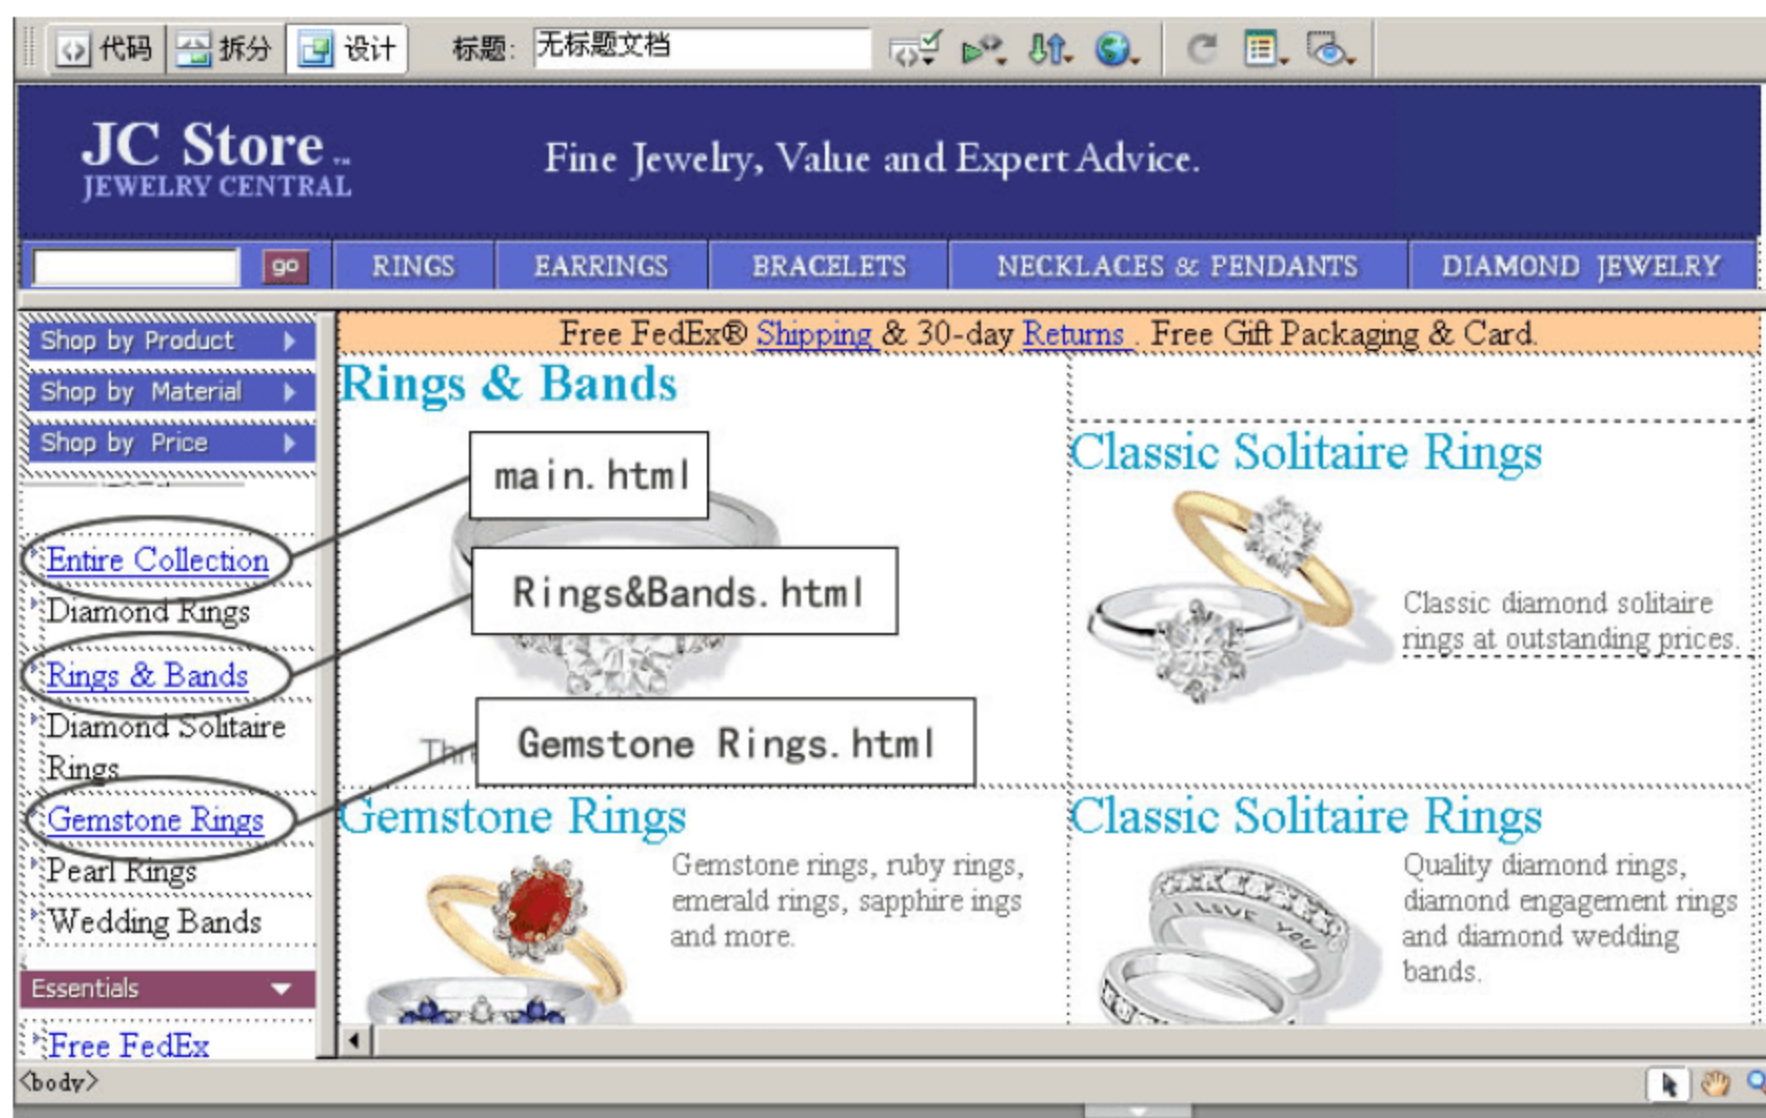 代码 拆分 设计 标题: 无标题文档
JC Store TM
JEWELRY CENTRAL
Fine Jewelry, Value and Expert Advice.
go RINGS EARRINGS BRACELETS NECKLACES & PENDANTS DIAMOND JEWELRY
Shop by Product
Shop by Material
Shop by Price
Entire Collection
Diamond Rings
Rings & Bands
Diamond Solitaire
Rings
Gemstone Rings
Pearl Rings
Wedding Bands
Essentials
Free FedEx
Free FedEx® Shipping & 30-day Returns . Free Gift Packaging & Card.
Rings & Bands
main.html
Rings&Bands.html
Gemstone Rings.html
Classic Solitaire Rings
Classic diamond solitaire
rings at outstanding prices.
Gemstone Rings
Gemstone rings, ruby rings,
emerald rings, sapphire ings
and more.
Classic Solitaire Rings
I LOVE YOU
Quality diamond rings,
diamond engagement rings
and diamond wedding
bands.
<body>